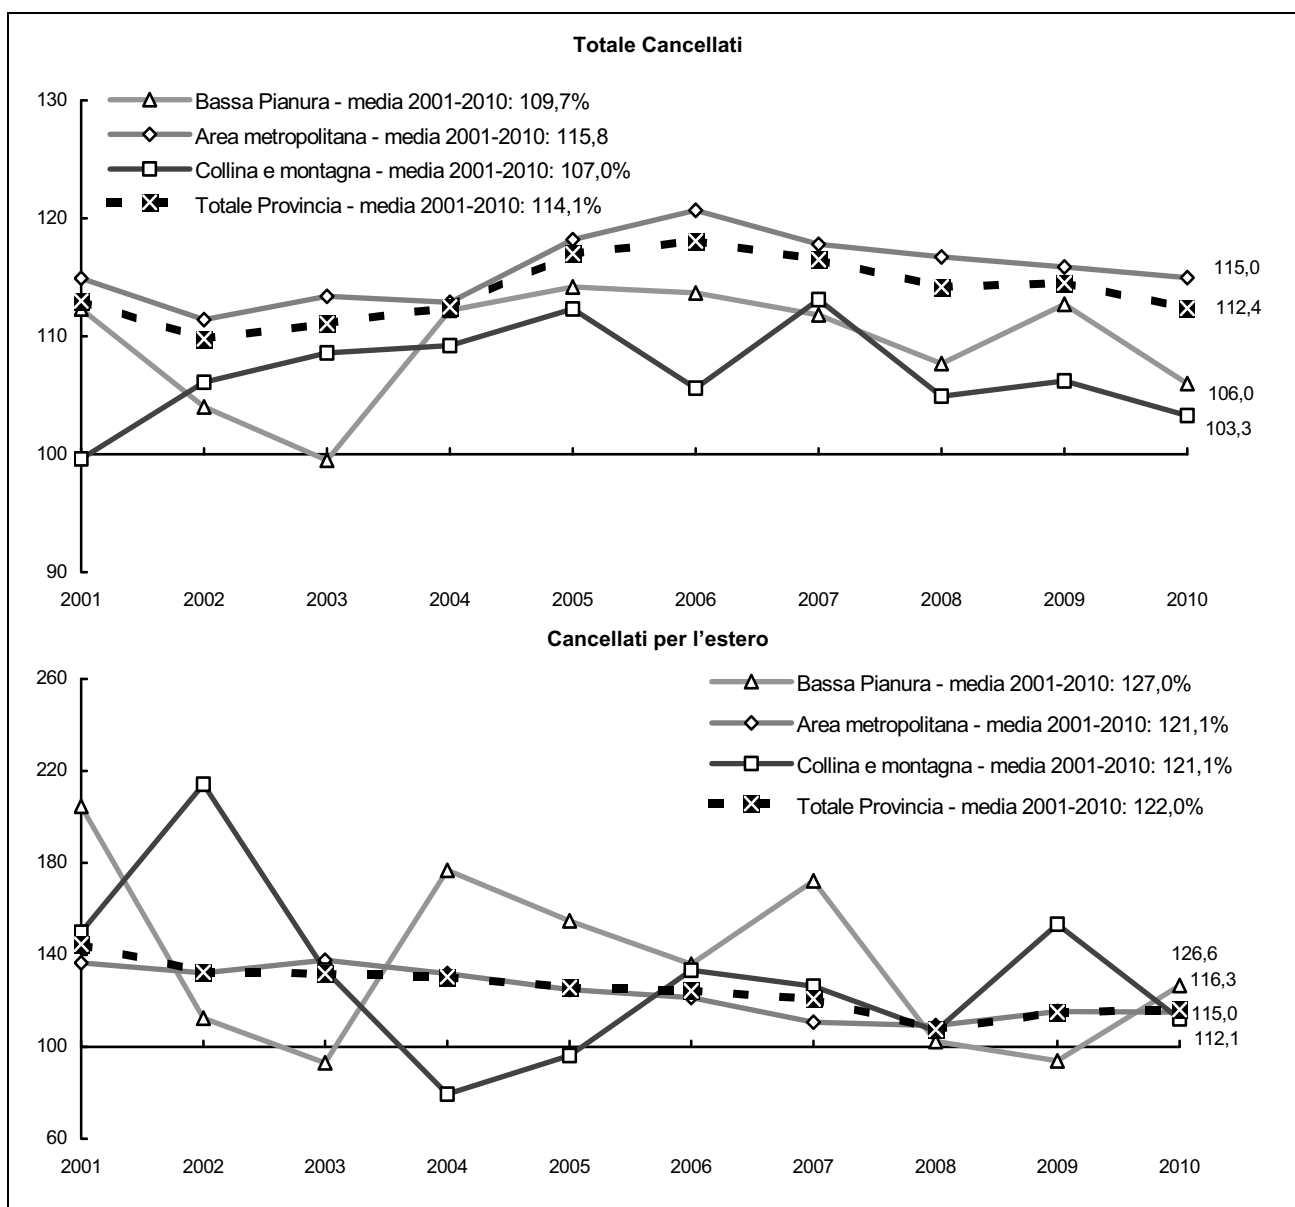 Totale Cancellati
130
Bassa Pianura - media 2001-2010: 109,7%
Area metropolitana - media 2001-2010: 115,8
Collina e montagna - media 2001-2010: 107,0%
Totale Provincia - media 2001-2010: 114,1%
120
115,0
112,4
110
106,0
103,3
100
90
2001 2002 2003 2004 2005 2006 2007 2008 2009 2010
Cancellati per l'estero
260
Bassa Pianura - media 2001-2010: 127,0%
Area metropolitana - media 2001-2010: 121,1%
Collina e montagna - media 2001-2010: 121,1%
Totale Provincia - media 2001-2010: 122,0%
220
180
140
126,6
116,3
115,0
112,1
100
60
2001 2002 2003 2004 2005 2006 2007 2008 2009 2010